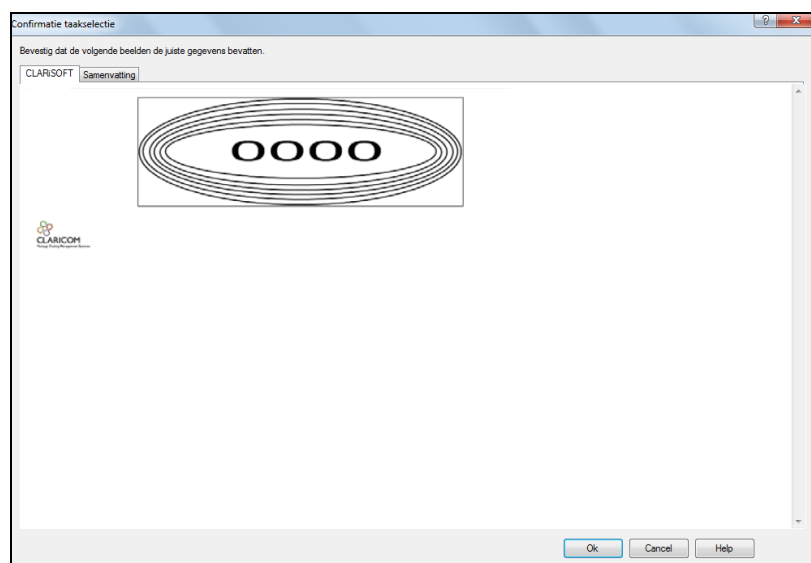 Confirmatie taakselectie
Bevestig dat de volgende beelden de juiste gegevens bevatten.
CLARiSOFT Samenvatting
OOOO
CLARICOM
Ok Cancel Help